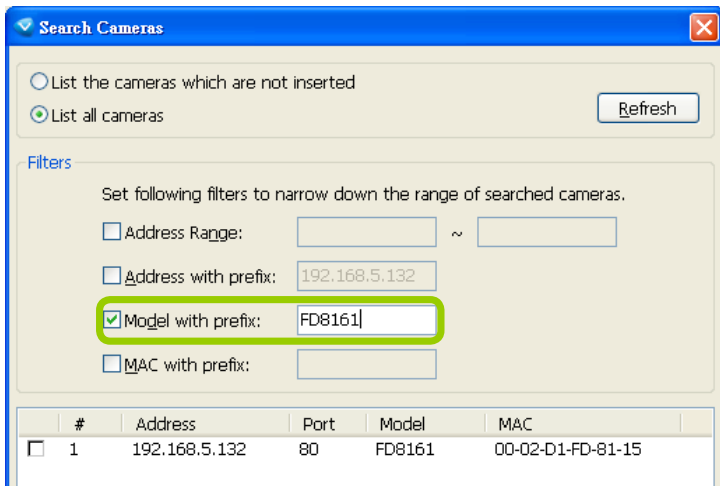 Search Cameras
List the cameras which are not inserted
List all cameras
Refresh
Filters
Set following filters to narrow down the range of searched cameras.
Address Range: ~
Address with prefix: 192.168.5.132
Model with prefix: FD8161
MAC with prefix:
# Address Port Model MAC
1 192.168.5.132 80 FD8161 00-02-D1-FD-81-15